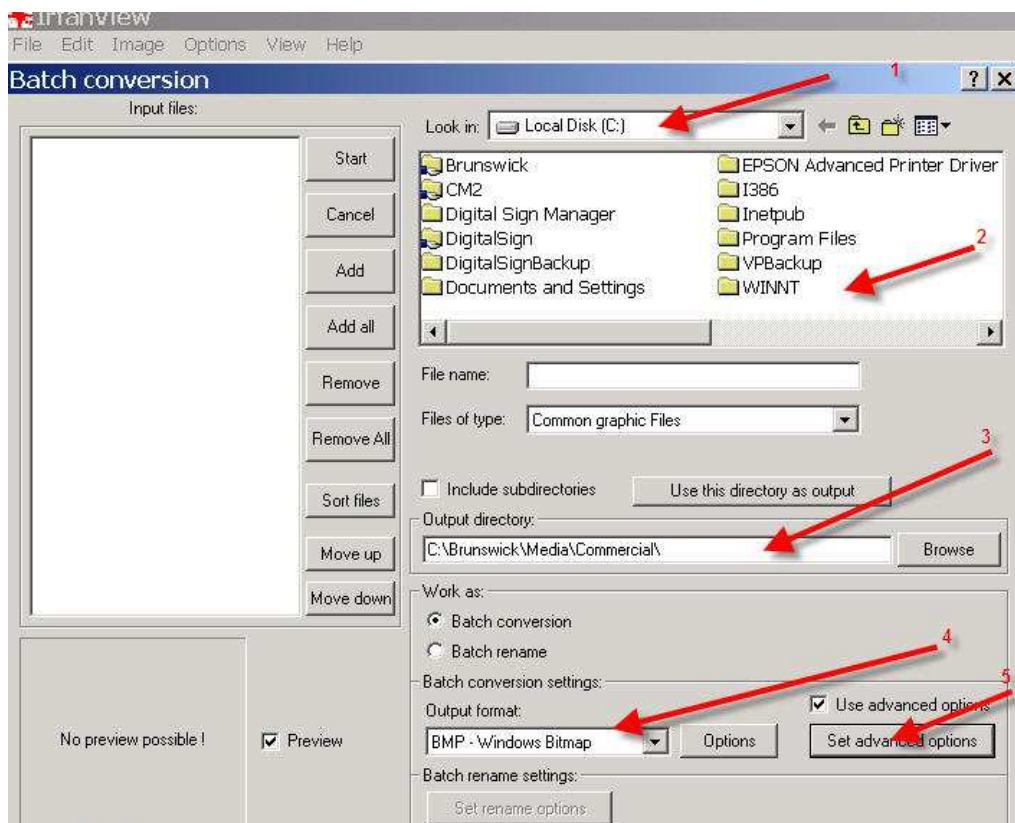 IrfanView
File Edit Image Options View Help
Batch conversion
1
Input files:
Look in: Local Disk (C:)
Start
Cancel
Add
Add all
Remove
Remove All
Sort files
Move up
Move down
Brunswick
CM2
Digital Sign Manager
DigitalSign
DigitalSignBackup
Documents and Settings
EPSON Advanced Printer Driver
I386
Inetpub
Program Files
VPBackup
WINNT
2
File name:
Files of type: Common graphic Files
3
Include subdirectories Use this directory as output
Output directory:
C:\Brunswick\Media\Commercial\ Browse
Work as:
Batch conversion
Batch rename
4
Batch conversion settings:
5
Output format:
Use advanced options
BMP - Windows Bitmap Options Set advanced options
No preview possible ! Preview
Batch rename settings:
Set rename options